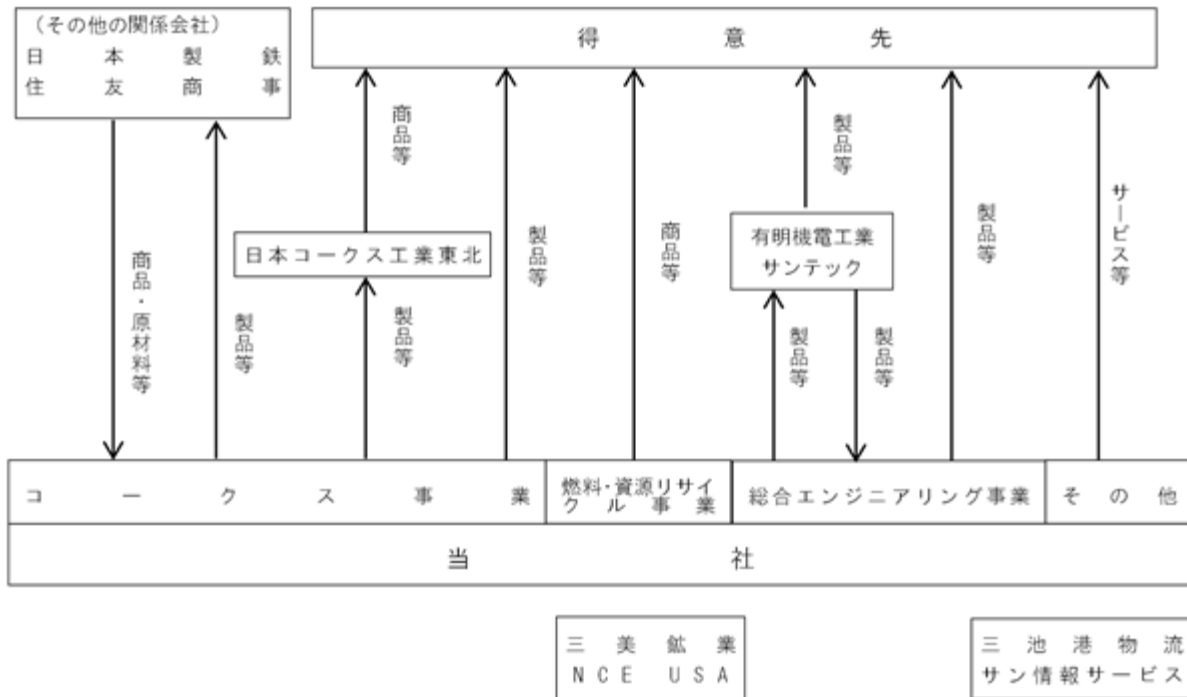 （その他の関係会社）
日本製鉄
住友商事
得意先
商品等
製品等
サービス等
製品等
製品等
商品等
日本コークス工業東北
有明機電工業
サンテック
商品・原材料等
製品等
製品等
製品等
製品等
コークス事業
燃料・資源リサイ
クル事業
総合エンジニアリング事業
その他
当社
三美鉱業
NCE USA
三池港物流
サン情報サービス